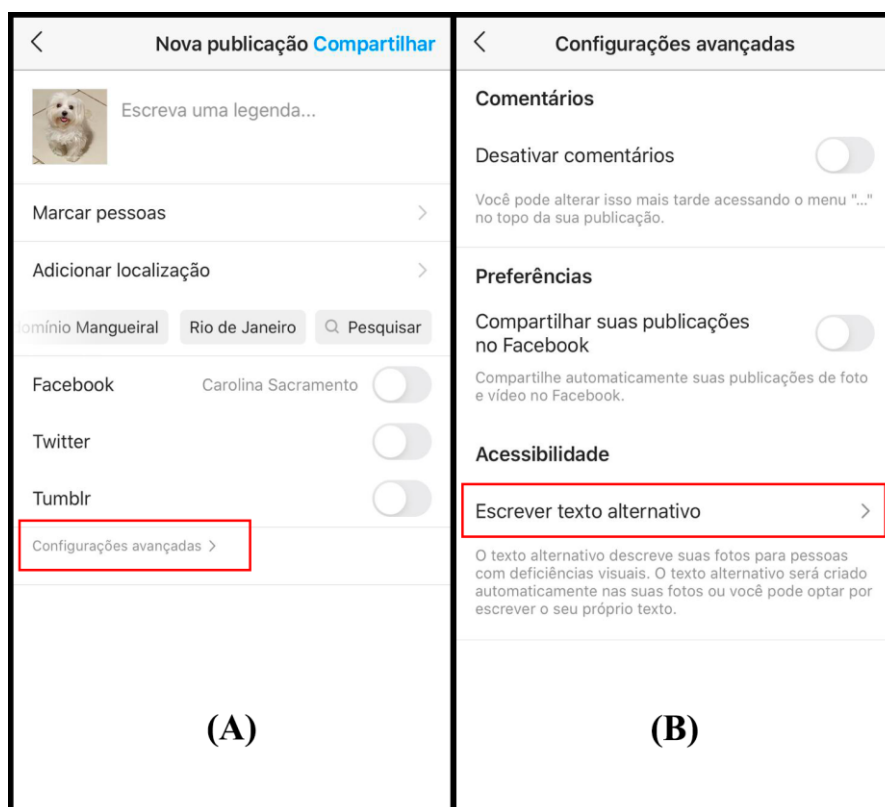 Nova publicação Compartilhar
Escreva uma legenda...
Marcar pessoas
Adicionar localização
omínio Mangueiral Rio de Janeiro Pesquisar
Facebook Carolina Sacramento
Twitter
Tumblr
Configurações avançadas >
(A)
Configurações avançadas
Comentários
Desativar comentários
Você pode alterar isso mais tarde acessando o menu "..."
no topo da sua publicação.
Preferências
Compartilhar suas publicações
no Facebook
Compartilhe automaticamente suas publicações de foto
e vídeo no Facebook.
Acessibilidade
Escrever texto alternativo
O texto alternativo descreve suas fotos para pessoas
com deficiências visuais. O texto alternativo será criado
automaticamente nas suas fotos ou você pode optar por
escrever o seu próprio texto.
(B)